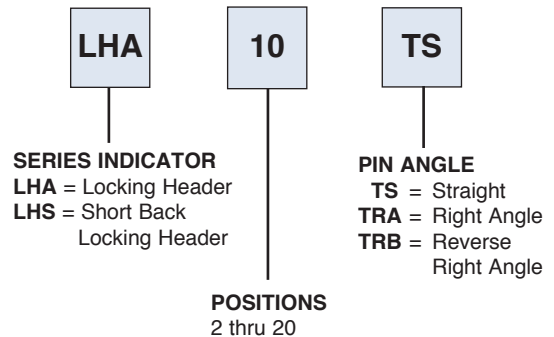 LHA 10 TS
SERIES INDICATOR
LHA = Locking Header
LHS = Short Back
Locking Header
POSITIONS
2 thru 20
PIN ANGLE
TS = Straight
TRA = Right Angle
TRB = Reverse
Right Angle